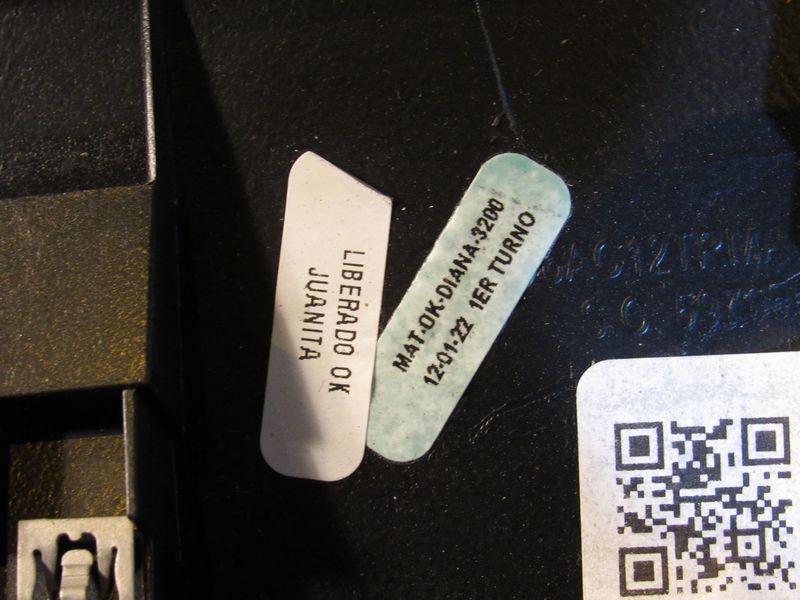 LIBERADO OK
JUANITA
MAT-OK-DIANA-3200
12-01-22 1ER TURNO